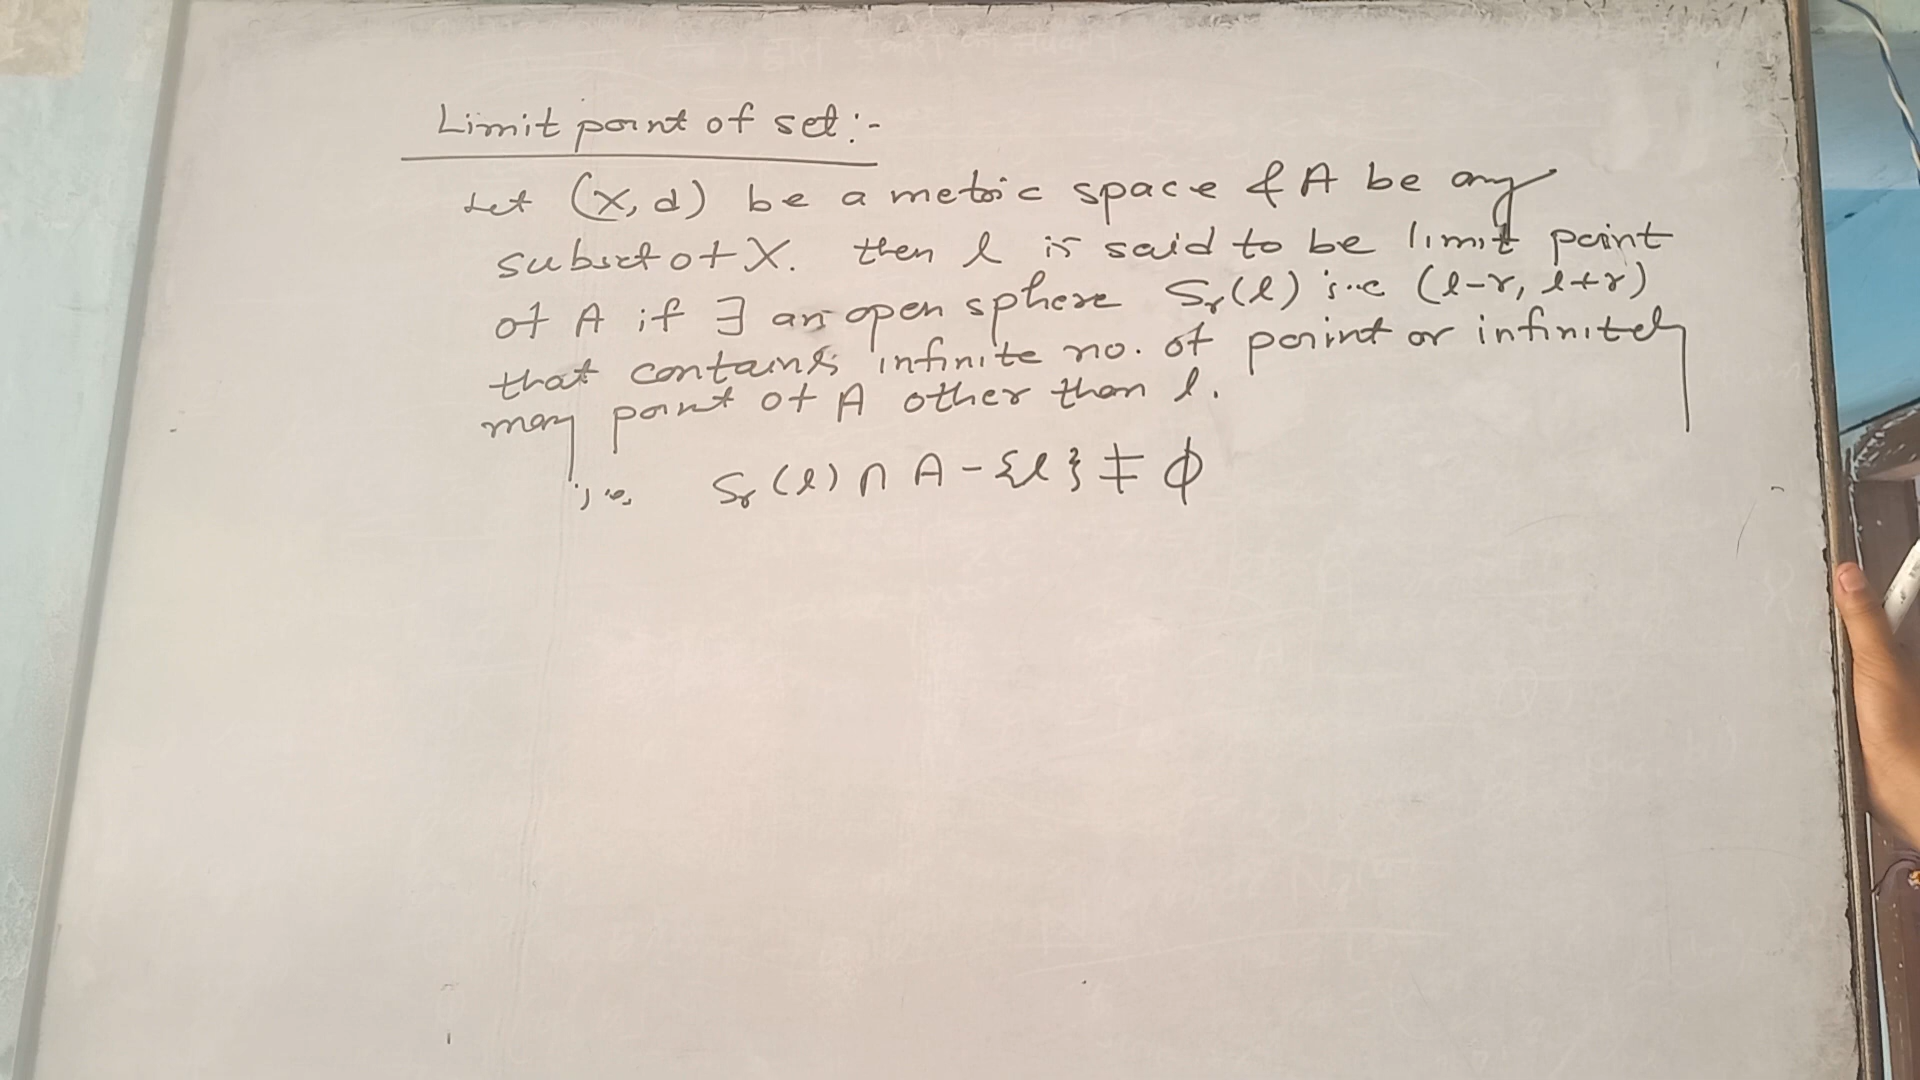 Limit point of set :-
Let (X, d) be a metric space & A be any
subset of X. then l is said to be limit point
of A if ∃ an open sphere Sᵣ(l) i.e (l-r, l+r)
that contains infinite no. of point or infinitely
many point of A other than l.
i.e. Sᵣ(l) ∩ A - {l} ≠ ϕ